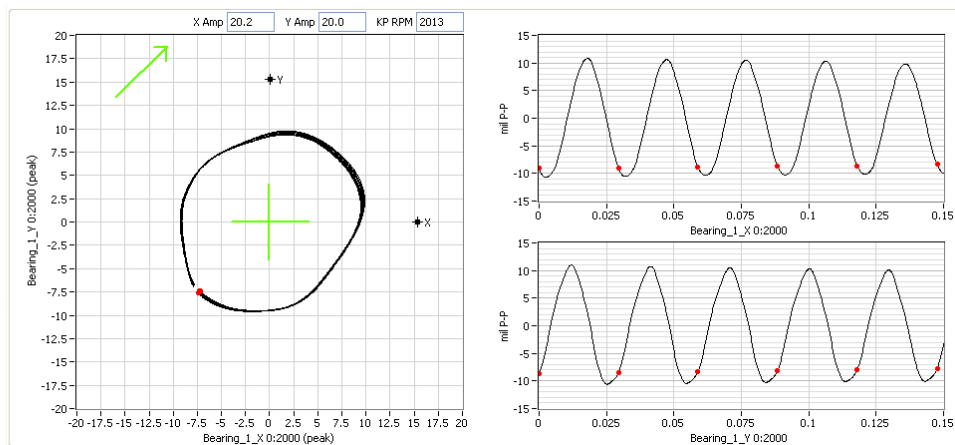 X Amp 20.2 Y Amp 20.0 KP RPM 2013
20
17.5
15
12.5
10
7.5
5
2.5
0
-2.5
-5
-7.5
-10
-12.5
-15
-17.5
-20
Bearing_1_Y 0:2000 (peak)
Y
X
-20 -17.5 -15 -12.5 -10 -7.5 -5 -2.5 0 2.5 5 7.5 10 12.5 15 17.5 20
Bearing_1_X 0:2000 (peak)
15
10
5
0
-5
-10
-15
mil P-P
0 0.025 0.05 0.075 0.1 0.125 0.15
Bearing_1_X 0:2000
15
10
5
0
-5
-10
-15
mil P-P
0 0.025 0.05 0.075 0.1 0.125 0.15
Bearing_1_Y 0:2000